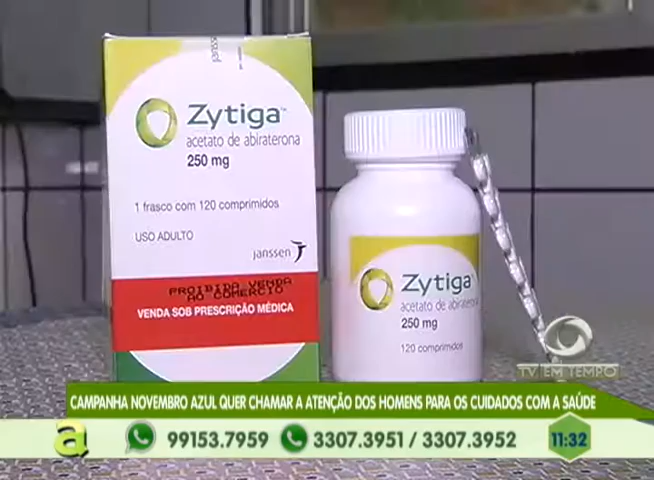 Zytiga™
acetato de abiraterona
250 mg
1 frasco com 120 comprimidos
USO ADULTO
janssen
PROIBIDA VENDA
AO COMERCIO
VENDA SOB PRESCRIÇÃO MÉDICA
Zytiga
acetato de abiraterona
250 mg
120 comprimidos
TV EM TEMPO
CAMPANHA NOVEMBRO AZUL QUER CHAMAR A ATENÇÃO DOS HOMENS PARA OS CUIDADOS COM A SAÚDE
a 99153.7959 3307.3951 / 3307.3952 11:32